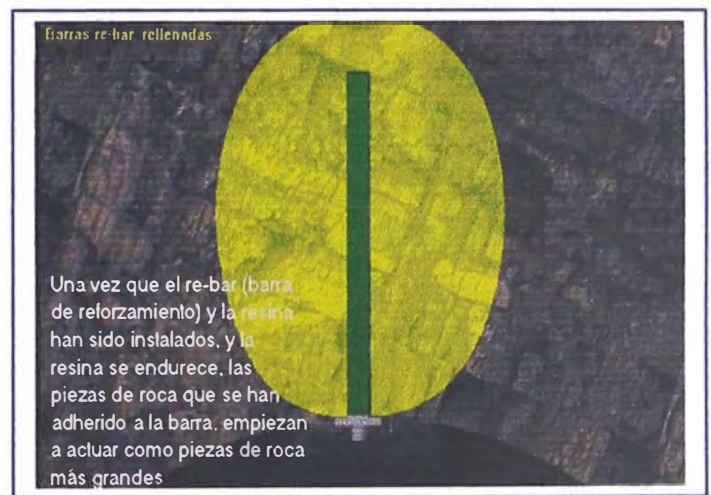 Barras re-bar rellenadas
Una vez que el re-bar (barra
de reforzamiento) y la resina
han sido instalados, y la
resina se endurece, las
piezas de roca que se han
adherido a la barra, empiezan
a actuar como piezas de roca
más grandes